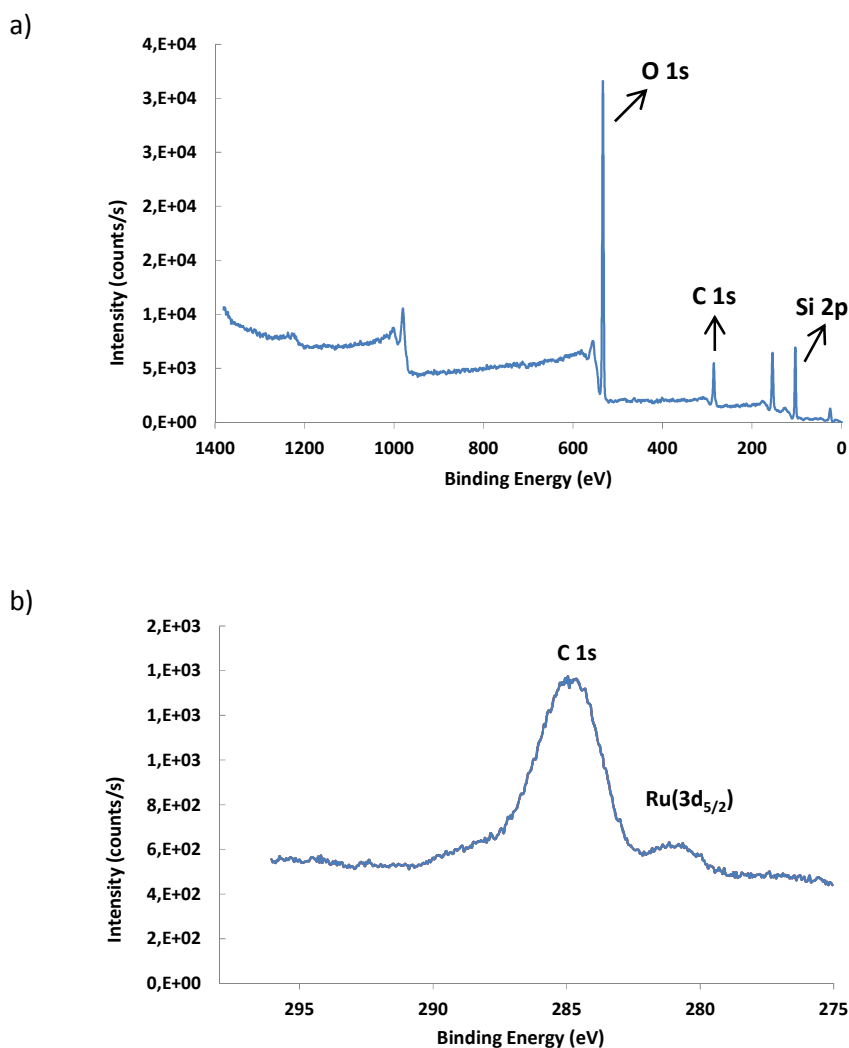 a)
4,E+04
O 1s
3,E+04
3,E+04
2,E+04
2,E+04
C 1s
Si 2p
1,E+04
5,E+03
0,E+00
Intensity (counts/s)
1400 1200 1000 800 600 400 200 0
Binding Energy (eV)
b)
2,E+03
C 1s
1,E+03
1,E+03
1,E+03
Ru(3d5/2)
8,E+02
6,E+02
4,E+02
2,E+02
0,E+00
Intensity (counts/s)
295 290 285 280 275
Binding Energy (eV)